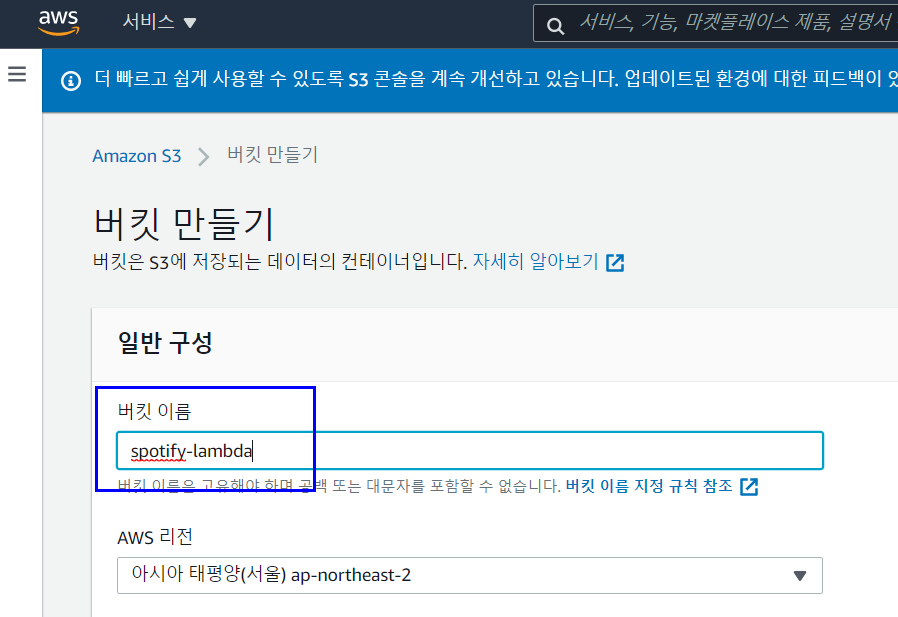 aws 서비스 ▼ 서비스, 기능, 마켓플레이스 제품, 설명서
더 빠르고 쉽게 사용할 수 있도록 S3 콘솔을 계속 개선하고 있습니다. 업데이트된 환경에 대한 피드백이
Amazon S3 > 버킷 만들기
버킷 만들기
버킷은 S3에 저장되는 데이터의 컨테이너입니다. 자세히 알아보기
일반 구성
버킷 이름
spotify-lambda
버킷 이름은 고유해야 하며 공백 또는 대문자를 포함할 수 없습니다. 버킷 이름 지정 규칙 참조
AWS 리전
아시아 태평양(서울) ap-northeast-2